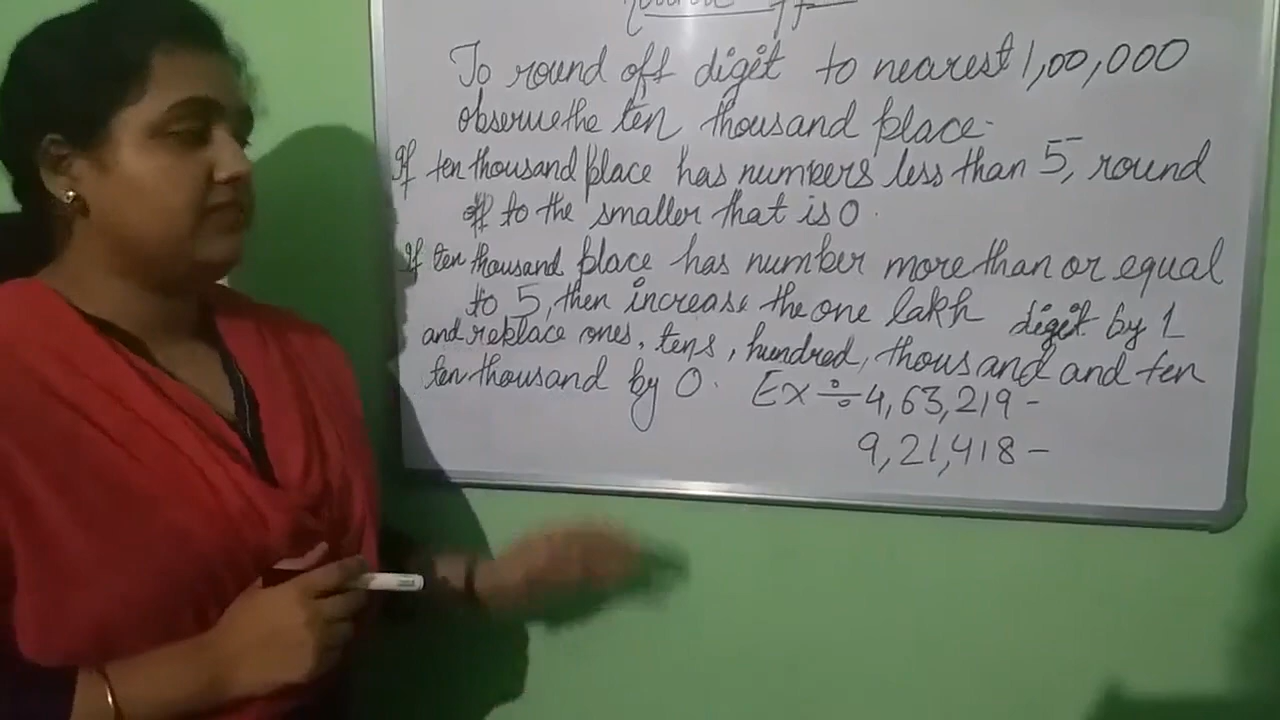 To round off digit to nearest 1,00,000
observe the ten thousand place.
If ten thousand place has numbers less than 5, round
off to the smaller that is 0.
If ten thousand place has number more than or equal
to 5, then increase the one lakh digit by 1
and replace ones, tens, hundred, thousand and ten
ten thousand by 0. Ex÷ 4,63,219 -
9,21,418 -